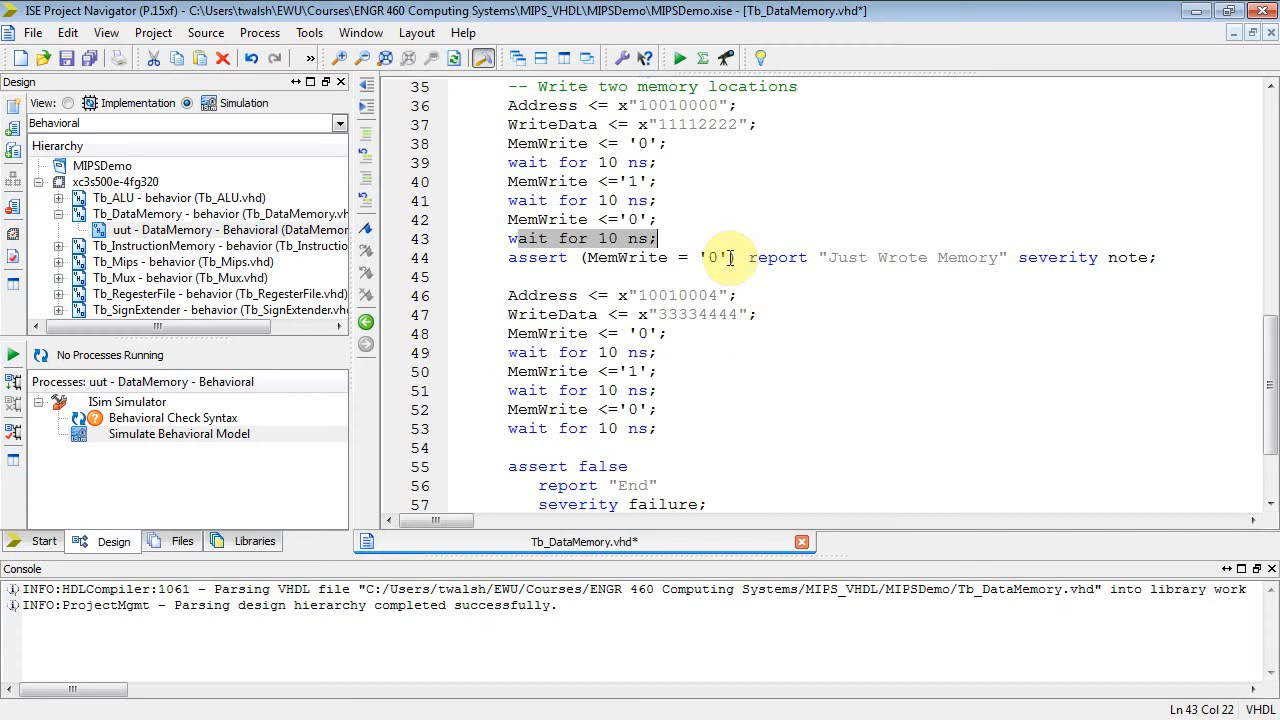 ISE Project Navigator (P.15xf) - C:\Users\twalsh\EWU\Courses\ENGR 460 Computing Systems\MIPS_VHDL\MIPSDemo\MIPSDemo.xise - [Tb_DataMemory.vhd*]
File Edit View Project Source Process Tools Window Layout Help
Design
View: Implementation Simulation
Behavioral
Hierarchy
MIPSDemo
xc3s500e-4fg320
Tb_ALU - behavior (Tb_ALU.vhd)
Tb_DataMemory - behavior (Tb_DataMemory.vh
uut - DataMemory - Behavioral (DataMemor
Tb_InstructionMemory - behavior (Tb_Instructio
Tb_Mips - behavior (Tb_Mips.vhd)
Tb_Mux - behavior (Tb_Mux.vhd)
Tb_RegesterFile - behavior (Tb_RegesterFile.vhd)
Tb_SignExtender - behavior (Tb_SignExtender.vhd)
No Processes Running
Processes: uut - DataMemory - Behavioral
ISim Simulator
Behavioral Check Syntax
Simulate Behavioral Model
Start Design Files Libraries
35 -- Write two memory locations
36 Address <= x"10010000";
37 WriteData <= x"11112222";
38 MemWrite <= '0';
39 wait for 10 ns;
40 MemWrite <='1';
41 wait for 10 ns;
42 MemWrite <='0';
43 wait for 10 ns;
44 assert (MemWrite = '0') report "Just Wrote Memory" severity note;
45
46 Address <= x"10010004";
47 WriteData <= x"33334444";
48 MemWrite <= '0';
49 wait for 10 ns;
50 MemWrite <='1';
51 wait for 10 ns;
52 MemWrite <='0';
53 wait for 10 ns;
54
55 assert false
56 report "End"
57 severity failure;
Tb_DataMemory.vhd*
Console
INFO:HDLCompiler:1061 - Parsing VHDL file "C:/Users/twalsh/EWU/Courses/ENGR 460 Computing Systems/MIPS_VHDL/MIPSDemo/Tb_DataMemory.vhd" into library work
INFO:ProjectMgmt - Parsing design hierarchy completed successfully.
Ln 43 Col 22 VHDL